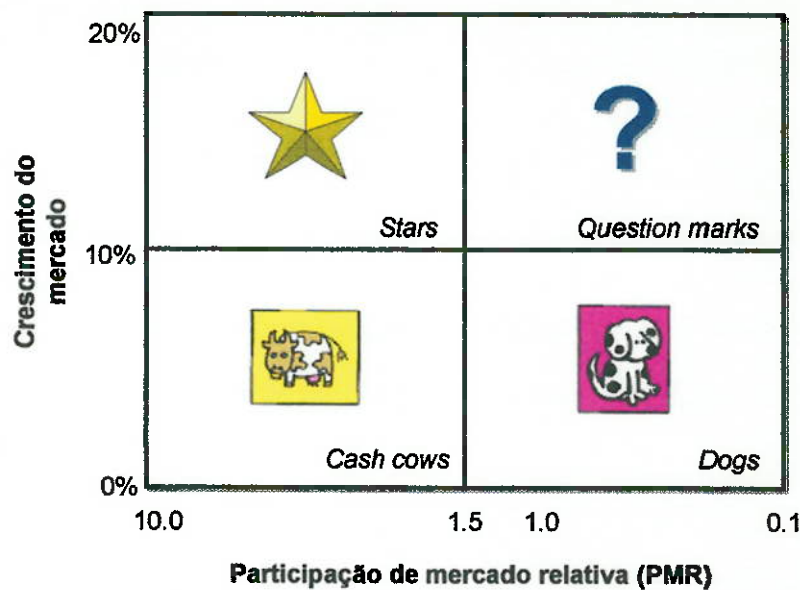 20%
Crescimento do
mercado
?
Stars
Question marks
10%
Cash cows
Dogs
0%
10.0
1.5
1.0
0.1
Participação de mercado relativa (PMR)